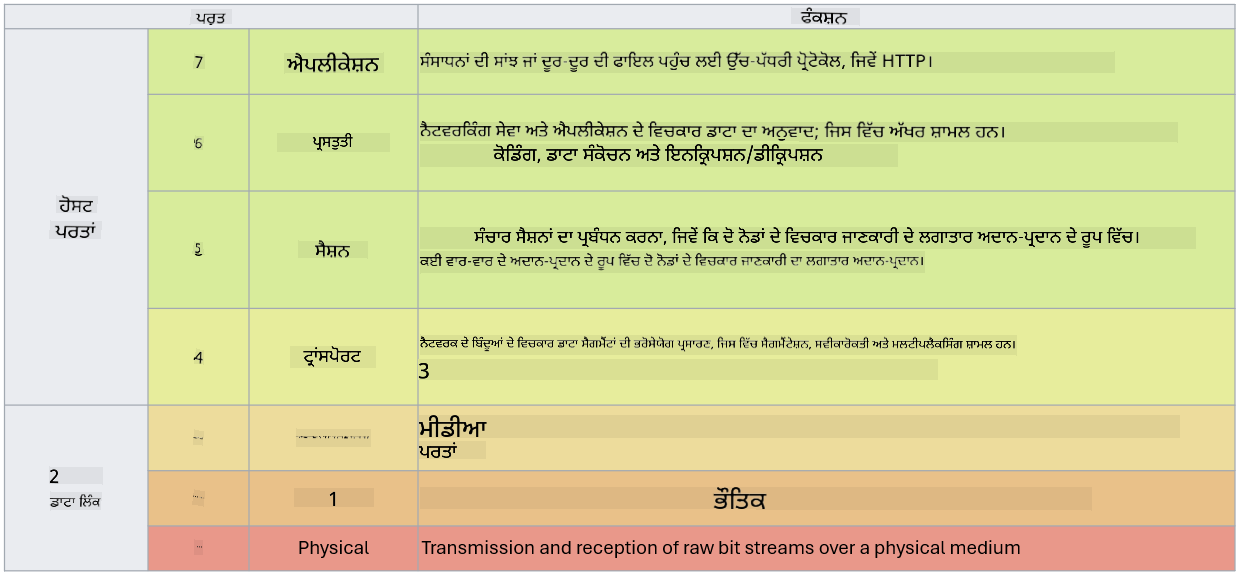 ਪਰਤ
ਫੰਕਸ਼ਨ
ਹੋਸਟ
ਪਰਤਾਂ
7
ਐਪਲੀਕੇਸ਼ਨ
ਸੰਸਾਧਨਾਂ ਦੀ ਸਾਂਝ ਜਾਂ ਦੂਰ-ਦੂਰ ਦੀ ਫਾਇਲ ਪਹੁੰਚ ਲਈ ਉੱਚ-ਪੱਧਰੀ ਪ੍ਰੋਟੋਕੋਲ, ਜਿਵੇਂ HTTP।
6
ਪ੍ਰਸਤੁਤੀ
ਨੈਟਵਰਕਿੰਗ ਸੇਵਾ ਅਤੇ ਐਪਲੀਕੇਸ਼ਨ ਦੇ ਵਿਚਕਾਰ ਡਾਟਾ ਦਾ ਅਨੁਵਾਦ; ਜਿਸ ਵਿੱਚ ਅੱਖਰ ਸ਼ਾਮਲ ਹਨ।
ਕੋਡਿੰਗ, ਡਾਟਾ ਸੰਕੋਚਨ ਅਤੇ ਇਨਕ੍ਰਿਪਸ਼ਨ/ਡੀਕ੍ਰਿਪਸ਼ਨ
5
ਸੈਸ਼ਨ
ਸੰਚਾਰ ਸੈਸ਼ਨਾਂ ਦਾ ਪ੍ਰਬੰਧਨ ਕਰਨਾ, ਜਿਵੇਂ ਕਿ ਦੋ ਨੋਡਾਂ ਦੇ ਵਿਚਕਾਰ ਜਾਣਕਾਰੀ ਦੇ ਲਗਾਤਾਰ ਅਦਾਨ-ਪ੍ਰਦਾਨ ਦੇ ਰੂਪ ਵਿੱਚ।
ਕਈ ਵਾਰ-ਵਾਰ ਦੇ ਅਦਾਨ-ਪ੍ਰਦਾਨ ਦੇ ਰੂਪ ਵਿੱਚ ਦੋ ਨੋਡਾਂ ਦੇ ਵਿਚਕਾਰ ਜਾਣਕਾਰੀ ਦਾ ਲਗਾਤਾਰ ਅਦਾਨ-ਪ੍ਰਦਾਨ।
4
ਟ੍ਰਾਂਸਪੋਰਟ
ਨੈਟਵਰਕ ਦੇ ਬਿੰਦੂਆਂ ਦੇ ਵਿਚਕਾਰ ਡਾਟਾ ਸੈਗਮੈਂਟਾਂ ਦੀ ਭਰੋਸੇਯੋਗ ਪ੍ਰਸਾਰਣ, ਜਿਸ ਵਿੱਚ ਸੈਗਮੈਂਟੇਸ਼ਨ, ਸਵੀਕਾਰੋਕਤੀ ਅਤੇ ਮਲਟੀਪਲੈਕਸਿੰਗ ਸ਼ਾਮਲ ਹਨ।
3
2
ਡਾਟਾ ਲਿੰਕ
ਮੀਡੀਆ
ਪਰਤਾਂ
1
ਭੌਤਿਕ
Physical
Transmission and reception of raw bit streams over a physical medium